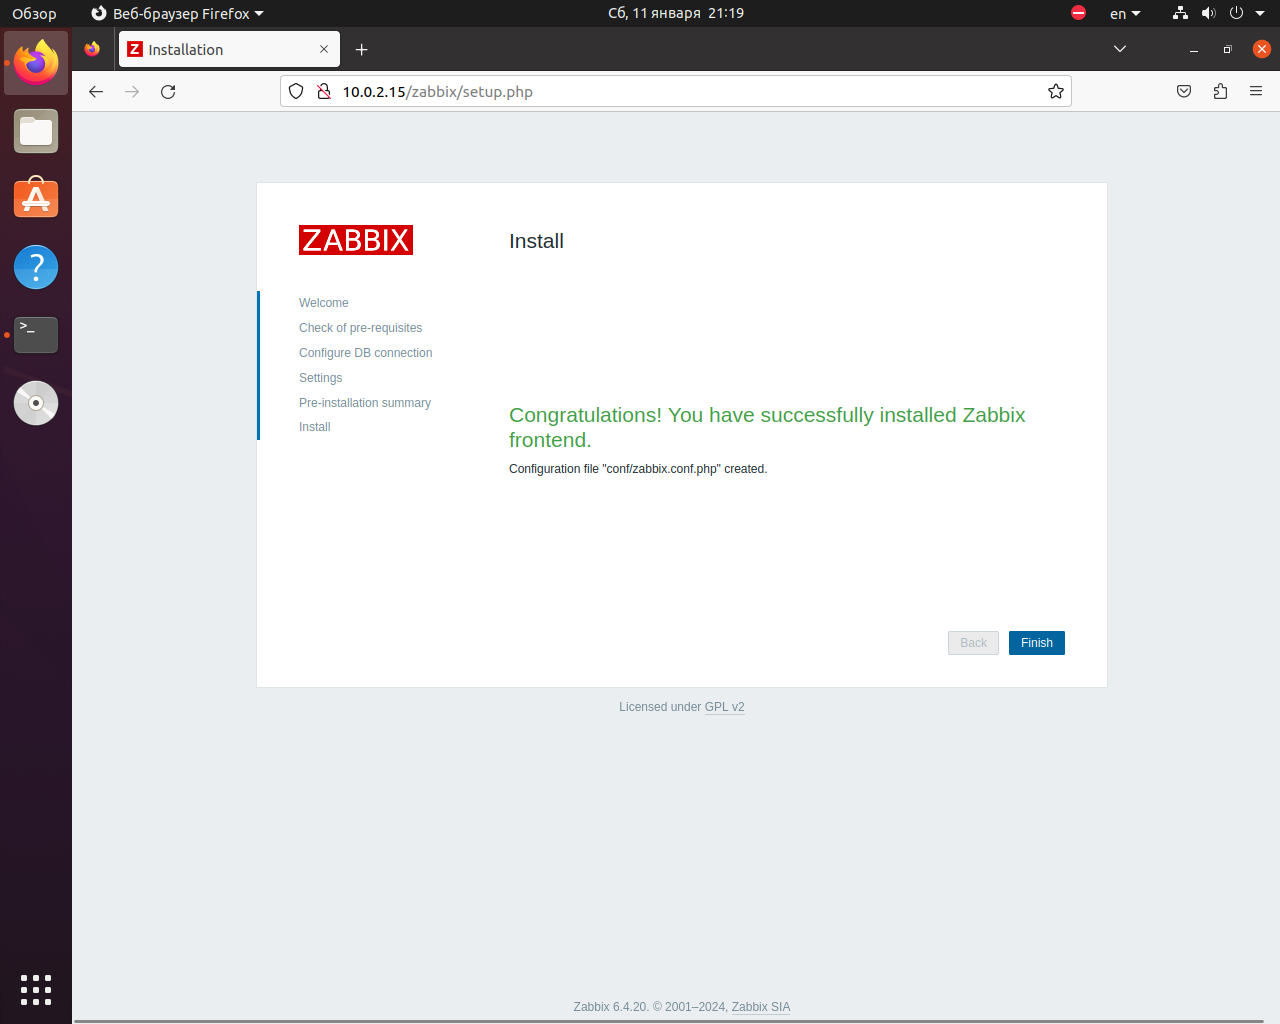 Обзор
Веб-браузер Firefox
Сб, 11 января 21:19
en
Installation
10.0.2.15/zabbix/setup.php
ZABBIX
Install
Welcome
Check of pre-requisites
Configure DB connection
Settings
Pre-installation summary
Install
Congratulations! You have successfully installed Zabbix
frontend.
Configuration file "conf/zabbix.conf.php" created.
Back
Finish
Licensed under GPL v2
Zabbix 6.4.20. © 2001–2024, Zabbix SIA